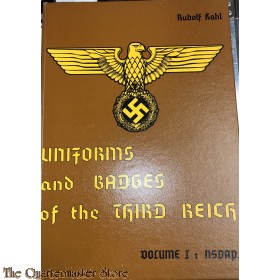 Rudolf Kahl
UNIFORMS
and BADGES
of the THIRD REICH
VOLUME I : NSDAP.
The Quartermaster Store